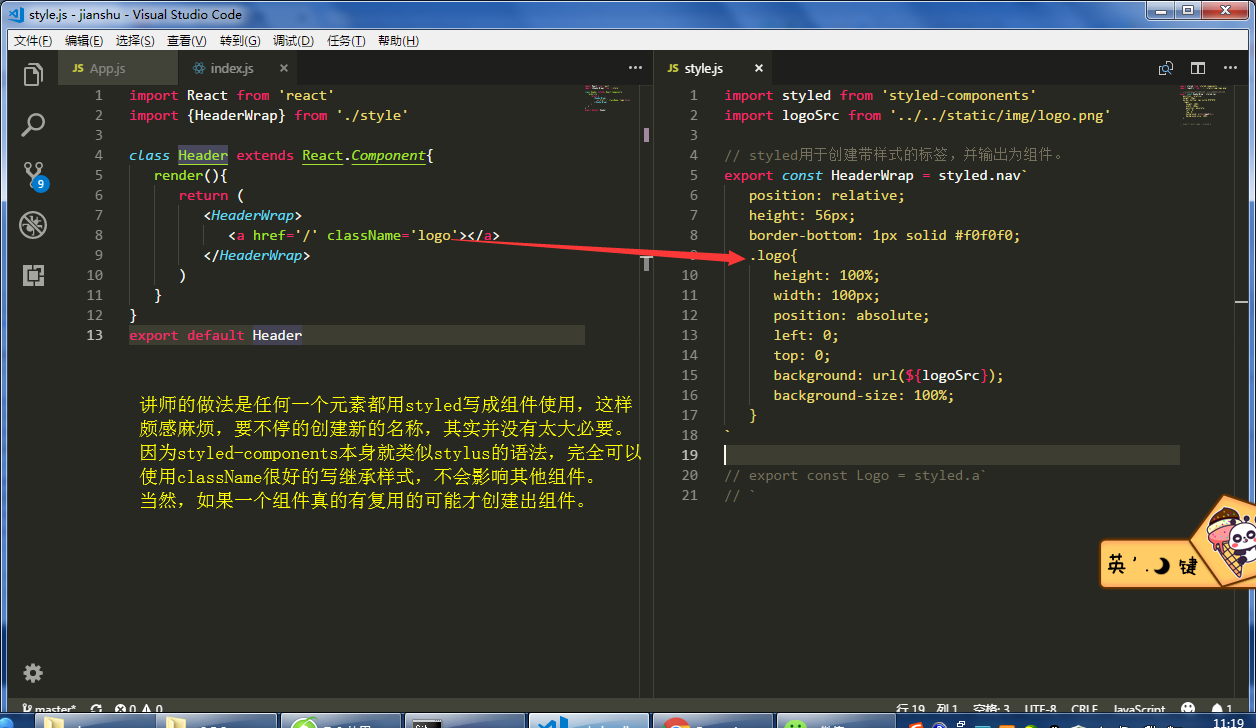 style.js - jianshu - Visual Studio Code
文件(F) 编辑(E) 选择(S) 查看(V) 转到(G) 调试(D) 任务(T) 帮助(H)
JS App.js
index.js
1 import React from 'react'
2 import {HeaderWrap} from './style'
3
4 class Header extends React.Component{
5 render(){
6 return (
7 <HeaderWrap>
8 <a href='/' className='logo'></a>
9 </HeaderWrap>
10 )
11 }
12 }
13 export default Header
讲师的做法是任何一个元素都用styled写成组件使用，这样
颇感麻烦，要不停的创建新的名称，其实并没有太大必要。
因为styled-components本身就类似stylus的语法，完全可以
使用className很好的写继承样式，不会影响其他组件。
当然，如果一个组件真的有复用的可能才创建出组件。
JS style.js
1 import styled from 'styled-components'
2 import logoSrc from '../../static/img/logo.png'
3
4 // styled用于创建带样式的标签，并输出为组件。
5 export const HeaderWrap = styled.nav`
6 position: relative;
7 height: 56px;
8 border-bottom: 1px solid #f0f0f0;
9 .logo{
10 height: 100%;
11 width: 100px;
12 position: absolute;
13 left: 0;
14 top: 0;
15 background: url(${logoSrc});
16 background-size: 100%;
17 }
18 `
19
20 // export const Logo = styled.a`
21 // `
9
英 ' . 键
master* 0 0
行 19 列 1 空格: 3 UTF-8 CRLF JavaScript 1
11:19